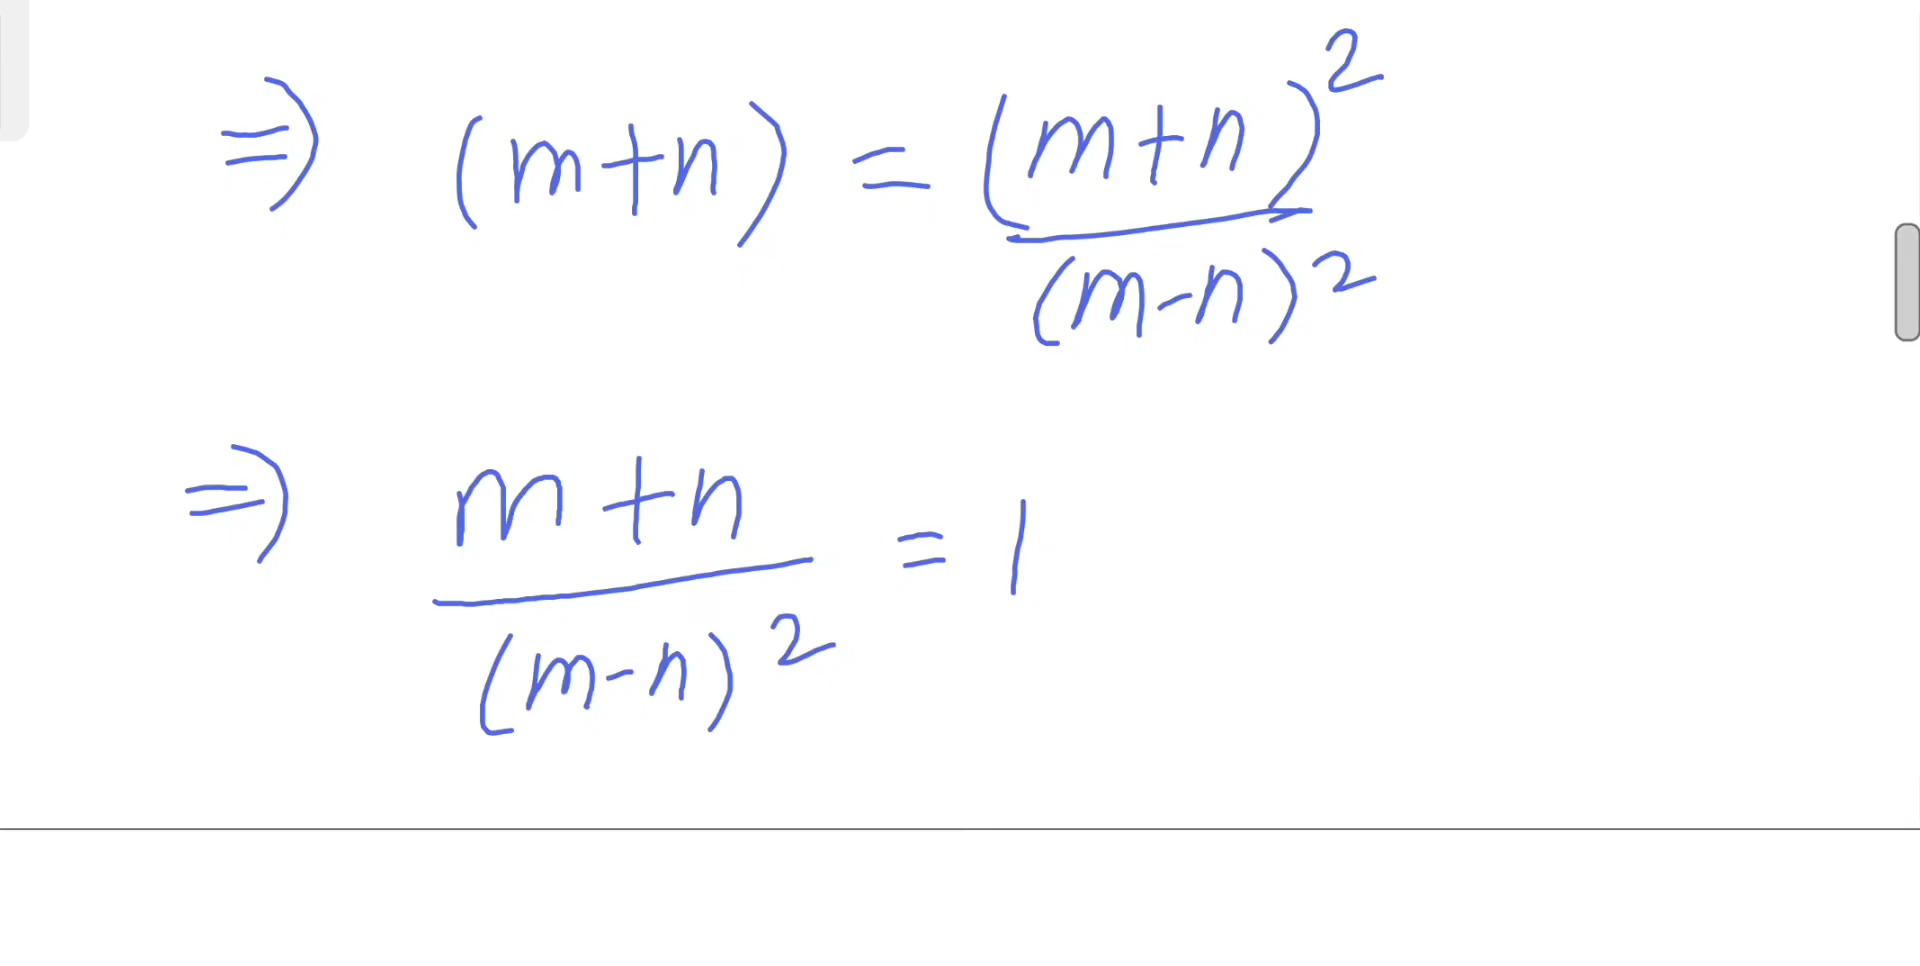 ⇒ (m+n) = (m+n)² / (m-n)²
⇒ m+n / (m-n)² = 1